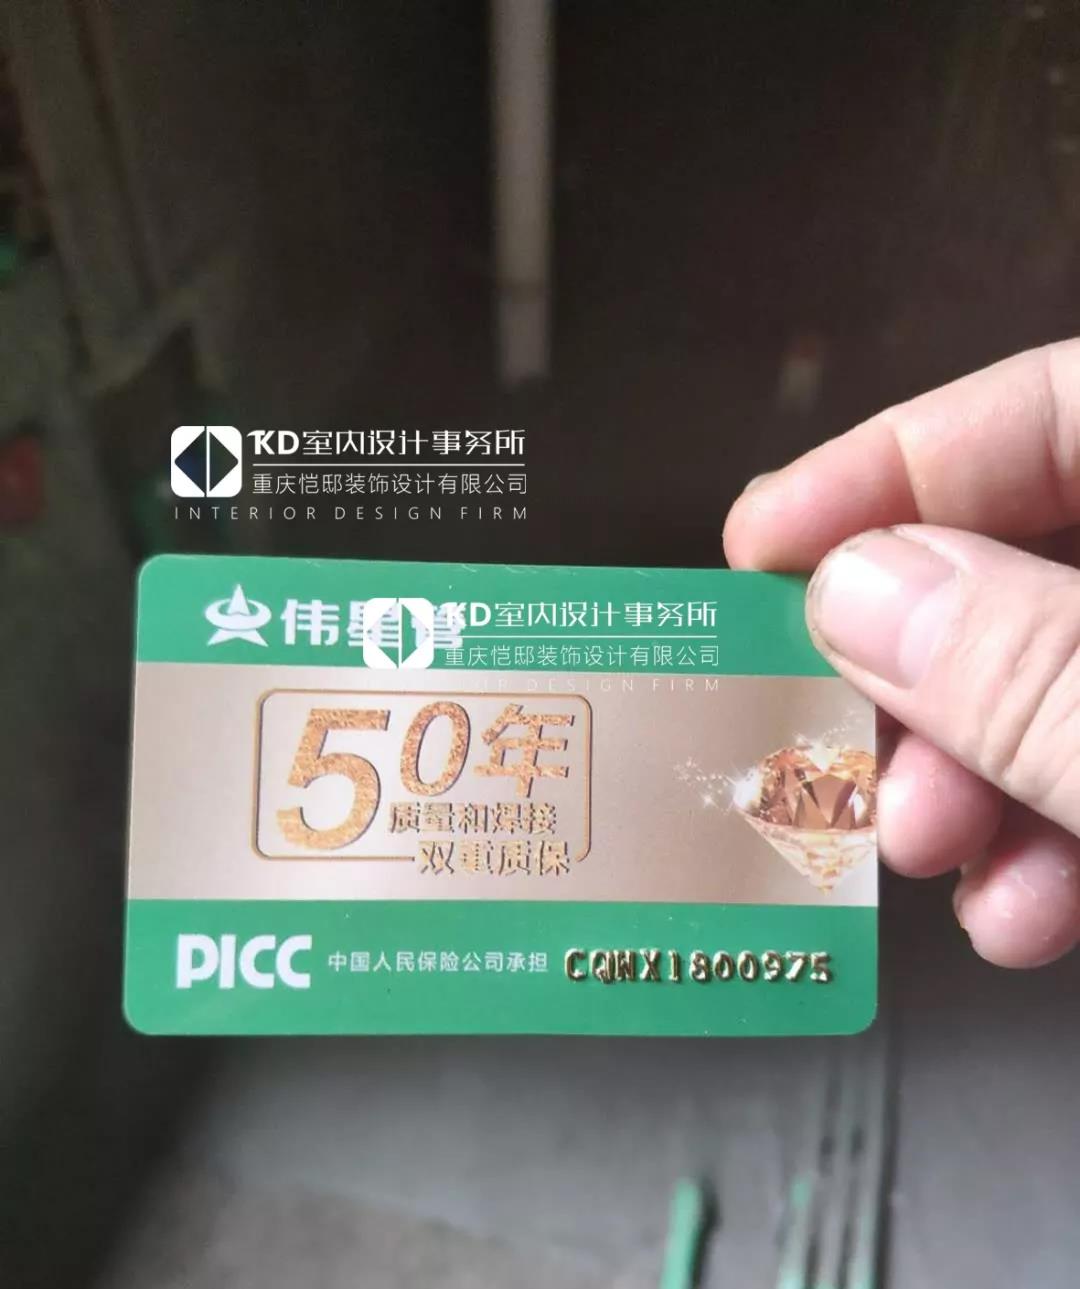 KD室内设计事务所
重庆恺邸装饰设计有限公司
INTERIOR DESIGN FIRM
伟星管
KD室内设计事务所
重庆恺邸装饰设计有限公司
DESIGN FIRM
50年
质量和焊接
双重质保
PICC 中国人民保险公司承担 CQWX1800975